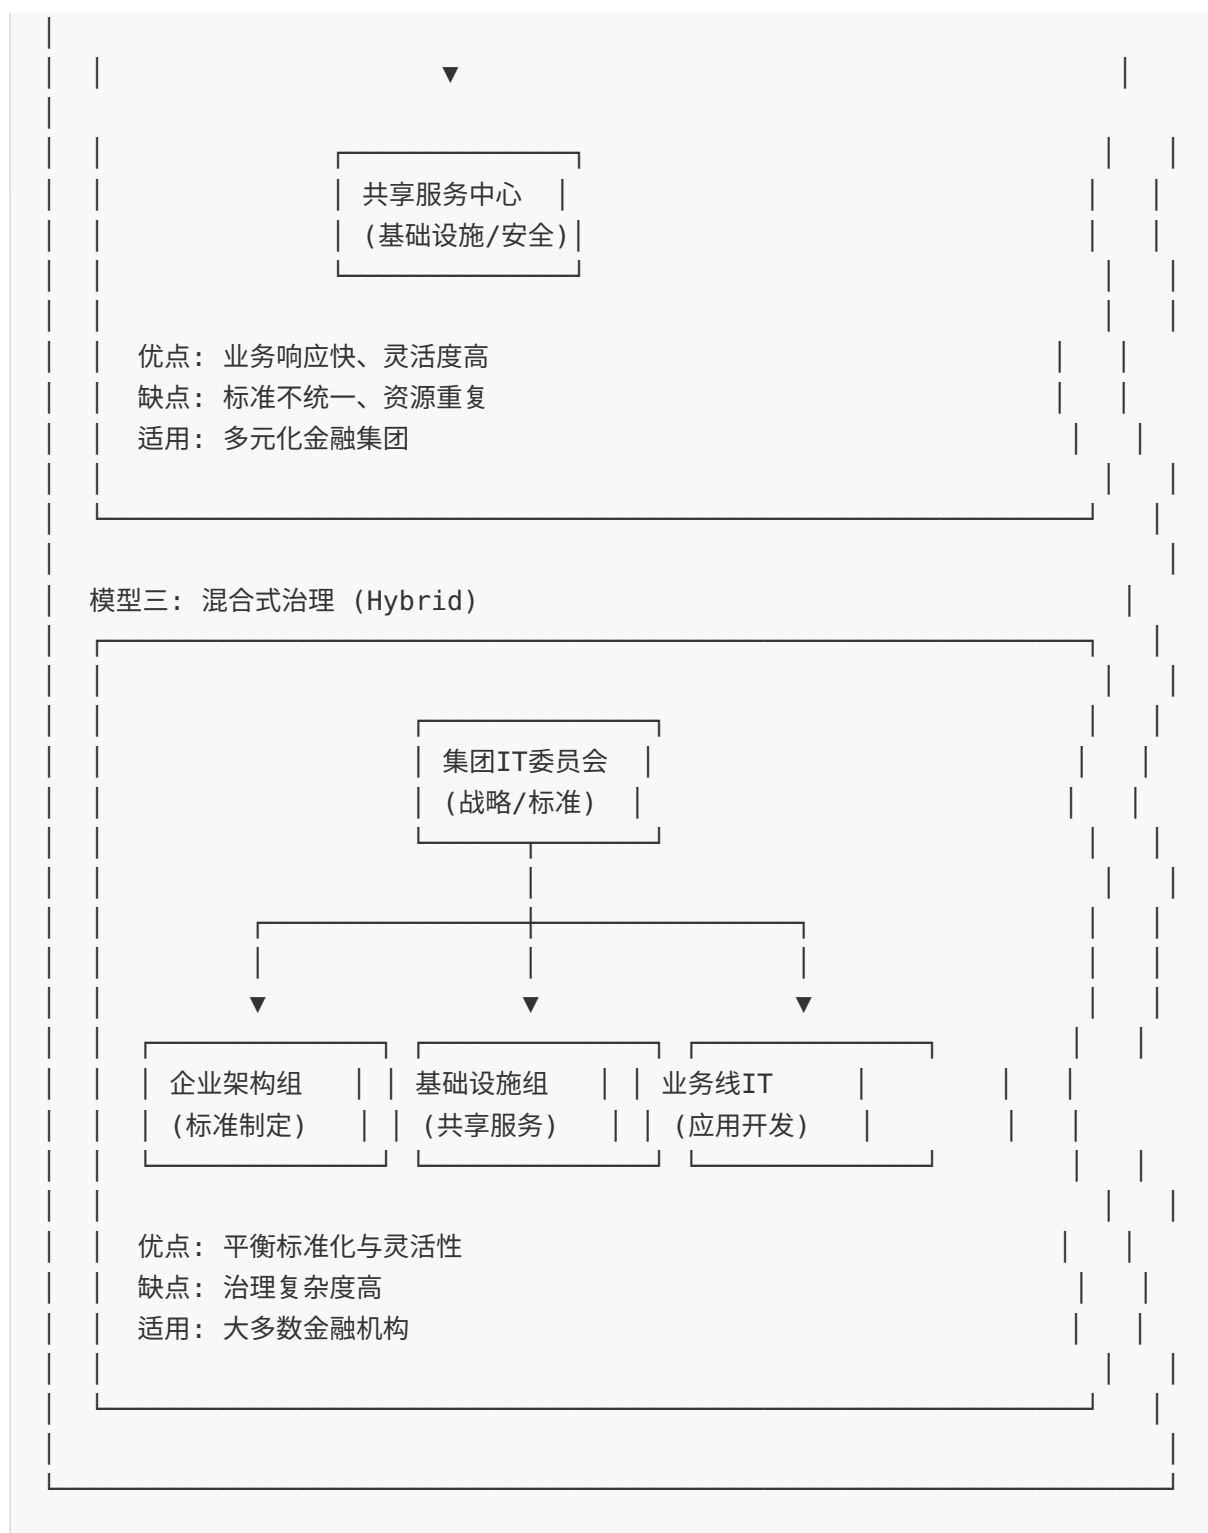 共享服务中心
(基础设施/安全)
优点: 业务响应快、灵活度高
缺点: 标准不统一、资源重复
适用: 多元化金融集团
模型三: 混合式治理 (Hybrid)
集团IT委员会
(战略/标准)
企业架构组 基础设施组 业务线IT
(标准制定) (共享服务) (应用开发)
优点: 平衡标准化与灵活性
缺点: 治理复杂度高
适用: 大多数金融机构